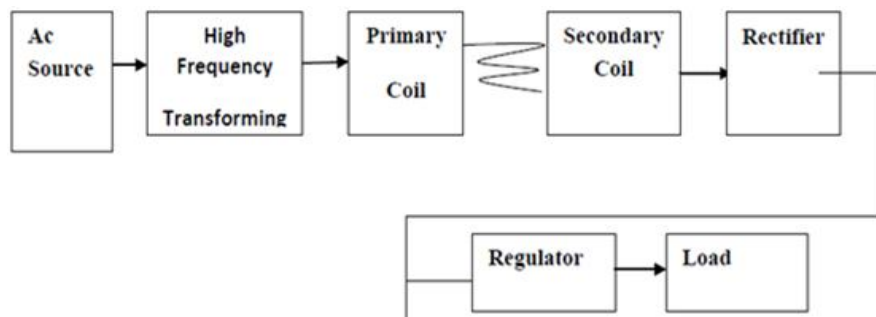 Ac
Source
High
Frequency
Transforming
Primary
Coil
Secondary
Coil
Rectifier
Regulator
Load